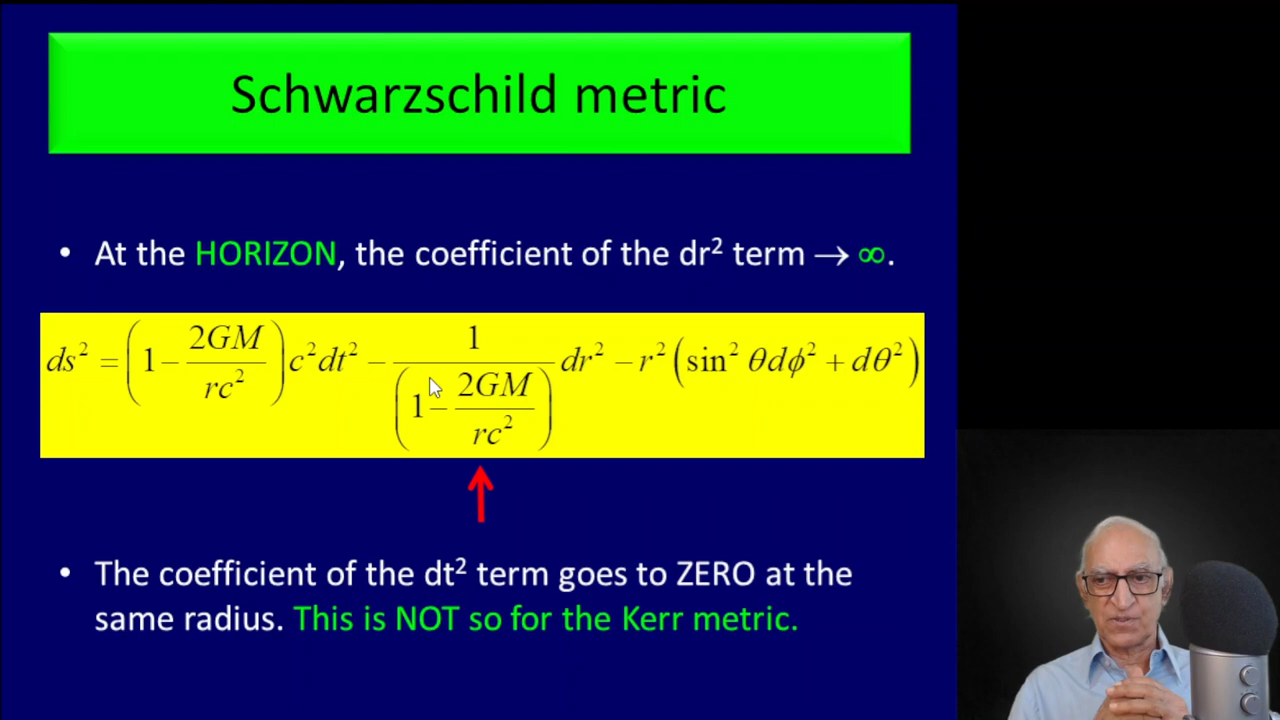 Schwarzschild metric
• At the HORIZON, the coefficient of the dr² term → ∞.
ds² = (1 − 2GM/rc²) c²dt² − 1/(1 − 2GM/rc²) dr² − r² (sin² θdϕ² + dθ²)
• The coefficient of the dt² term goes to ZERO at the
same radius. This is NOT so for the Kerr metric.